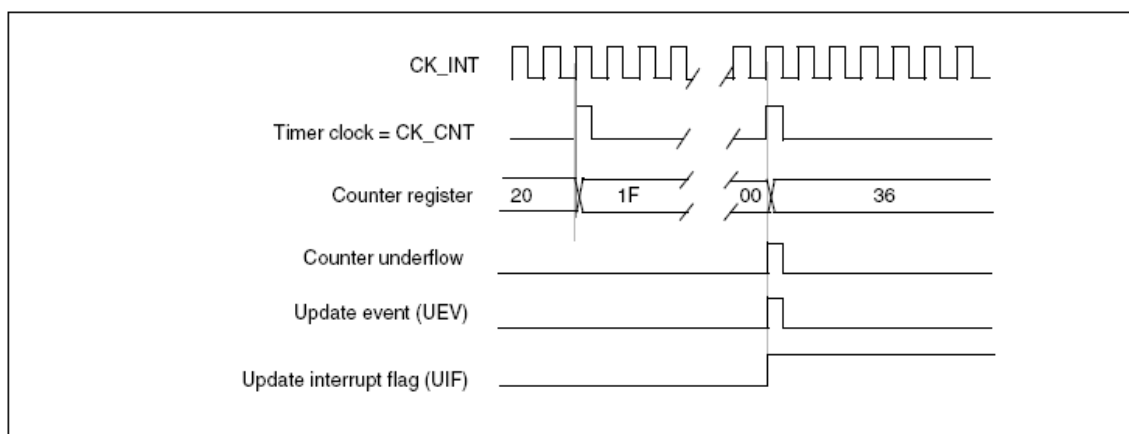 CK_INT
Timer clock = CK_CNT
Counter register 20 1F 00 36
Counter underflow
Update event (UEV)
Update interrupt flag (UIF)